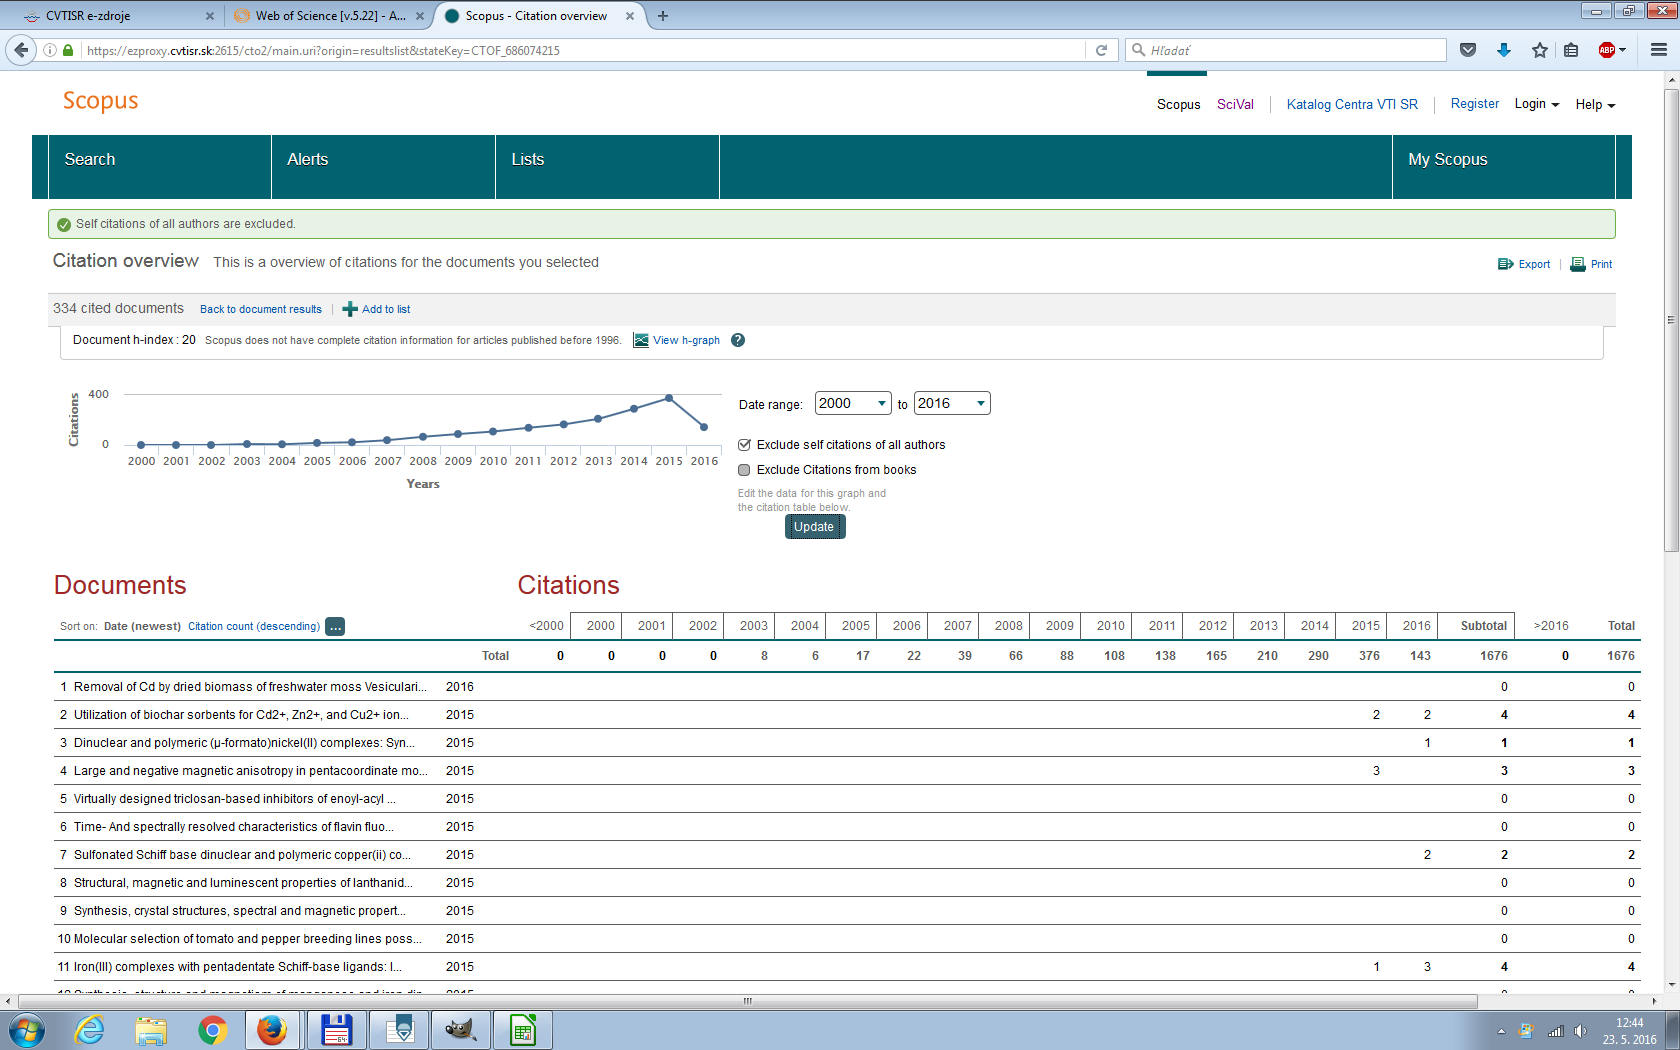 CVTISR e-zdroje
Web of Science [v.5.22] - A...
Scopus - Citation overview
https://ezproxy.cvtisr.sk:2615/cto2/main.uri?origin=resultslist&stateKey=CTOF_686074215
Hľadať
ABP
Scopus
Scopus SciVal Katalog Centra VTI SR Register Login Help
Search Alerts Lists My Scopus
Self citations of all authors are excluded.
Citation overview This is a overview of citations for the documents you selected
Export Print
334 cited documents Back to document results Add to list
Document h-index : 20 Scopus does not have complete citation information for articles published before 1996. View h-graph ?
Citations
400
0
2000 2001 2002 2003 2004 2005 2006 2007 2008 2009 2010 2011 2012 2013 2014 2015 2016
Years
Date range: 2000 to 2016
Exclude self citations of all authors
Exclude Citations from books
Edit the data for this graph and
the citation table below.
Update
Documents Citations
Sort on: Date (newest) Citation count (descending) ...
<2000 2000 2001 2002 2003 2004 2005 2006 2007 2008 2009 2010 2011 2012 2013 2014 2015 2016 Subtotal >2016 Total
Total 0 0 0 0 8 6 17 22 39 66 88 108 138 165 210 290 376 143 1676 0 1676
1 Removal of Cd by dried biomass of freshwater moss Vesiculari... 2016 0 0
2 Utilization of biochar sorbents for Cd2+, Zn2+, and Cu2+ ion... 2015 2 2 4 4
3 Dinuclear and polymeric (μ-formato)nickel(II) complexes: Syn... 2015 1 1 1
4 Large and negative magnetic anisotropy in pentacoordinate mo... 2015 3 3 3
5 Virtually designed triclosan-based inhibitors of enoyl-acyl ... 2015 0 0
6 Time- And spectrally resolved characteristics of flavin fluo... 2015 0 0
7 Sulfonated Schiff base dinuclear and polymeric copper(ii) co... 2015 2 2 2
8 Structural, magnetic and luminescent properties of lanthanid... 2015 0 0
9 Synthesis, crystal structures, spectral and magnetic propert... 2015 0 0
10 Molecular selection of tomato and pepper breeding lines poss... 2015 0 0
11 Iron(III) complexes with pentadentate Schiff-base ligands: I... 2015 1 3 4 4
64
12:44
23. 5. 2016